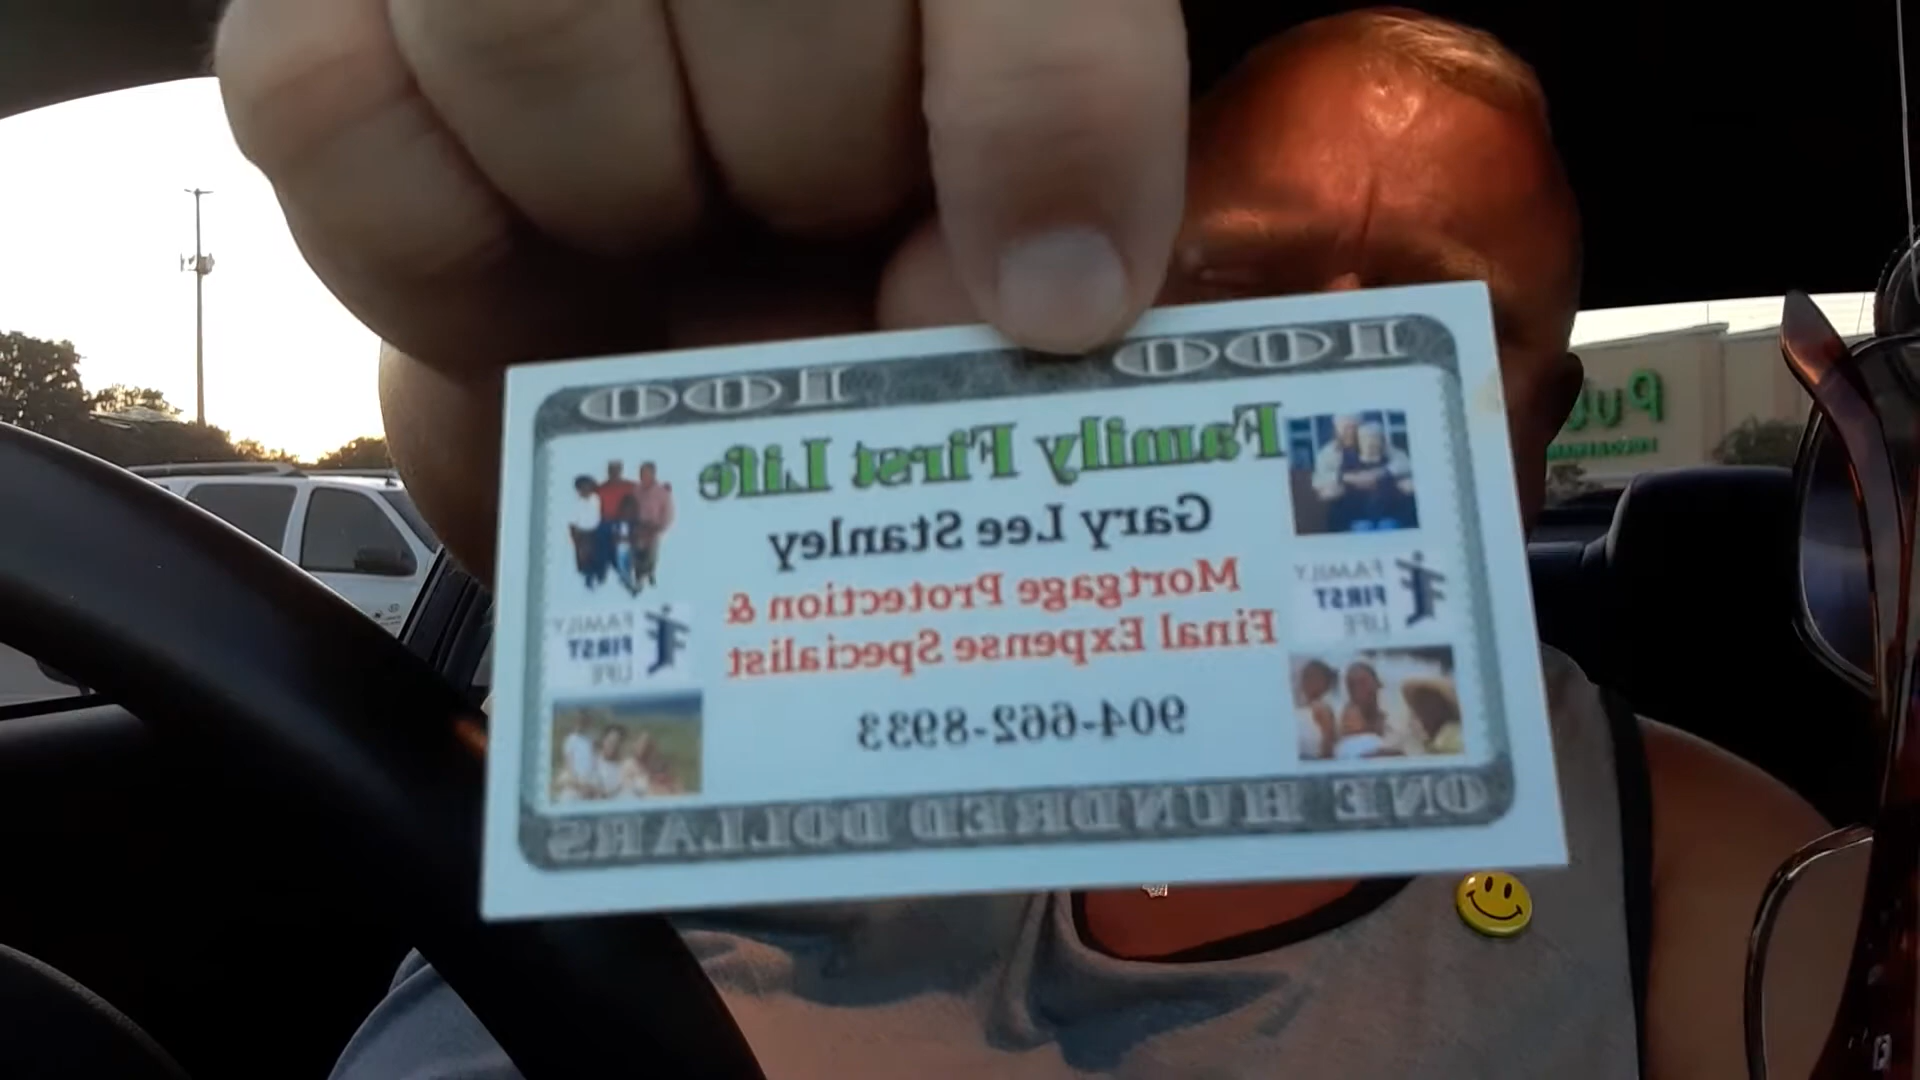 100 100
Family First Life
Gary Lee Stanley
Mortgage Protection &
Final Expense Specialist
904-662-8933
FAMILY
FIRST
LIFE
FAMILY
FIRST
LIFE
ONE HUNDRED DOLLARS